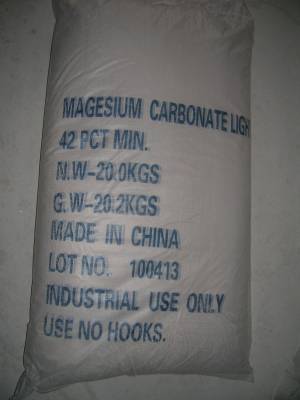 MAGESIUM CARBONATE LIGH
42 PCT MIN.
N.W-20.0KGS
G.W-20.2KGS
MADE IN CHINA
LOT NO. 100413
INDUSTRIAL USE ONLY
USE NO HOOKS.